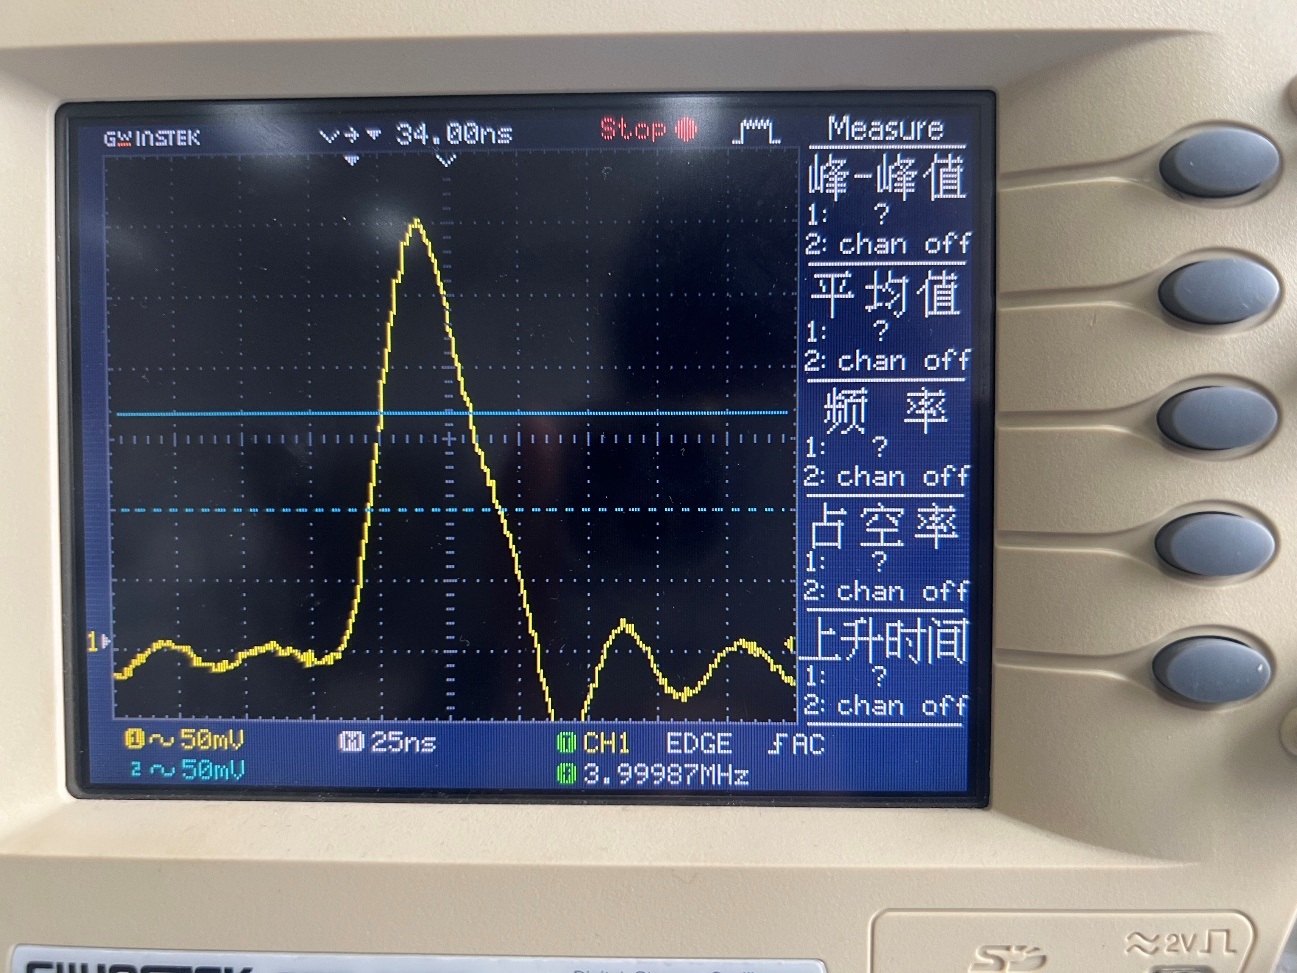 GW INSTEK
34.00ns
Stop
Measure
峰-峰值
1: ?
2: chan off
平均值
1: ?
2: chan off
频 率
1: ?
2: chan off
占空率
1: ?
2: chan off
上升时间
1: ?
2: chan off
1
1 50mV
M 25ns
T CH1 EDGE AC
2 50mV
3.99987MHz
2V